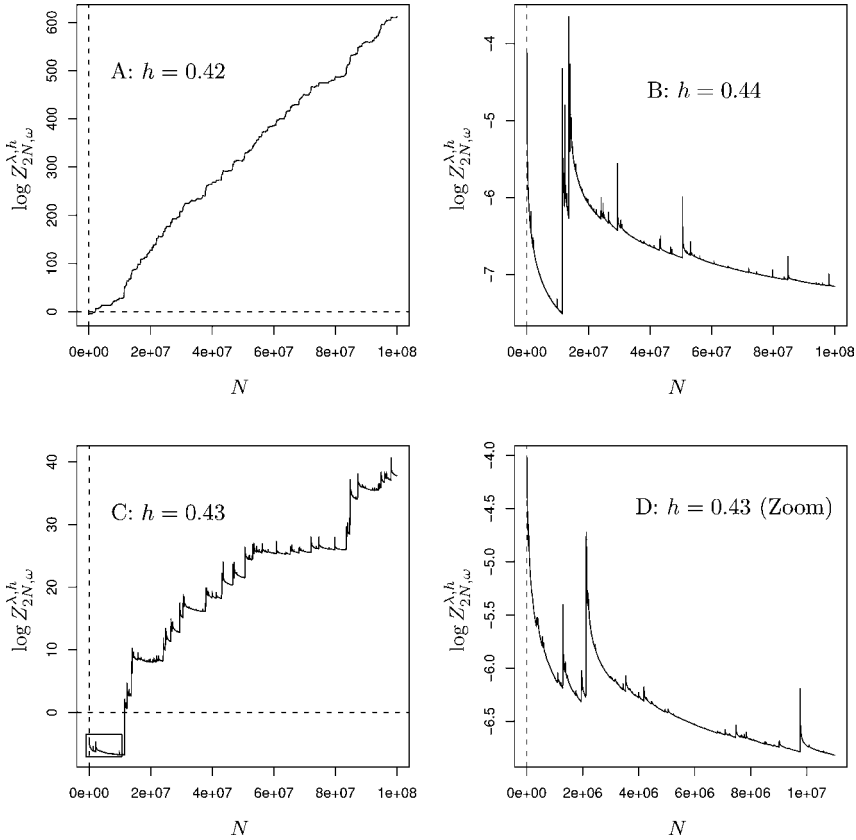 A: h = 0.42
log Z^{λ,h}_{2N,ω}
600
500
400
300
200
100
0
0e+00 2e+07 4e+07 6e+07 8e+07 1e+08
N
B: h = 0.44
log Z^{λ,h}_{2N,ω}
−4
−5
−6
−7
0e+00 2e+07 4e+07 6e+07 8e+07 1e+08
N
C: h = 0.43
log Z^{λ,h}_{2N,ω}
40
30
20
10
0
0e+00 2e+07 4e+07 6e+07 8e+07 1e+08
N
D: h = 0.43 (Zoom)
log Z^{λ,h}_{2N,ω}
−4.0
−4.5
−5.0
−5.5
−6.0
−6.5
0e+00 2e+06 4e+06 6e+06 8e+06 1e+07
N